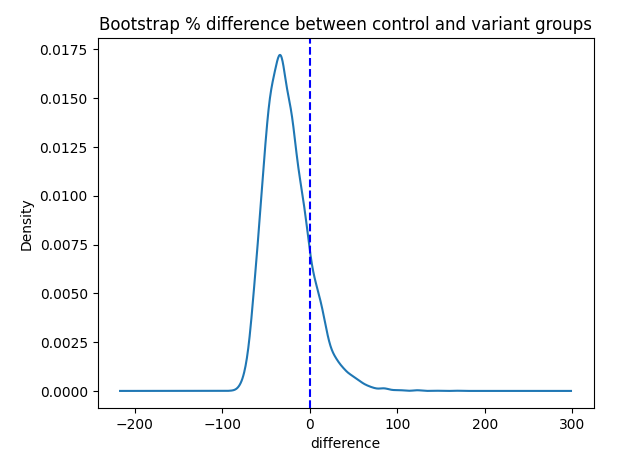 Bootstrap % difference between control and variant groups
0.0175
0.0150
0.0125
0.0100
0.0075
0.0050
0.0025
0.0000
Density
−200 −100 0 100 200 300
difference